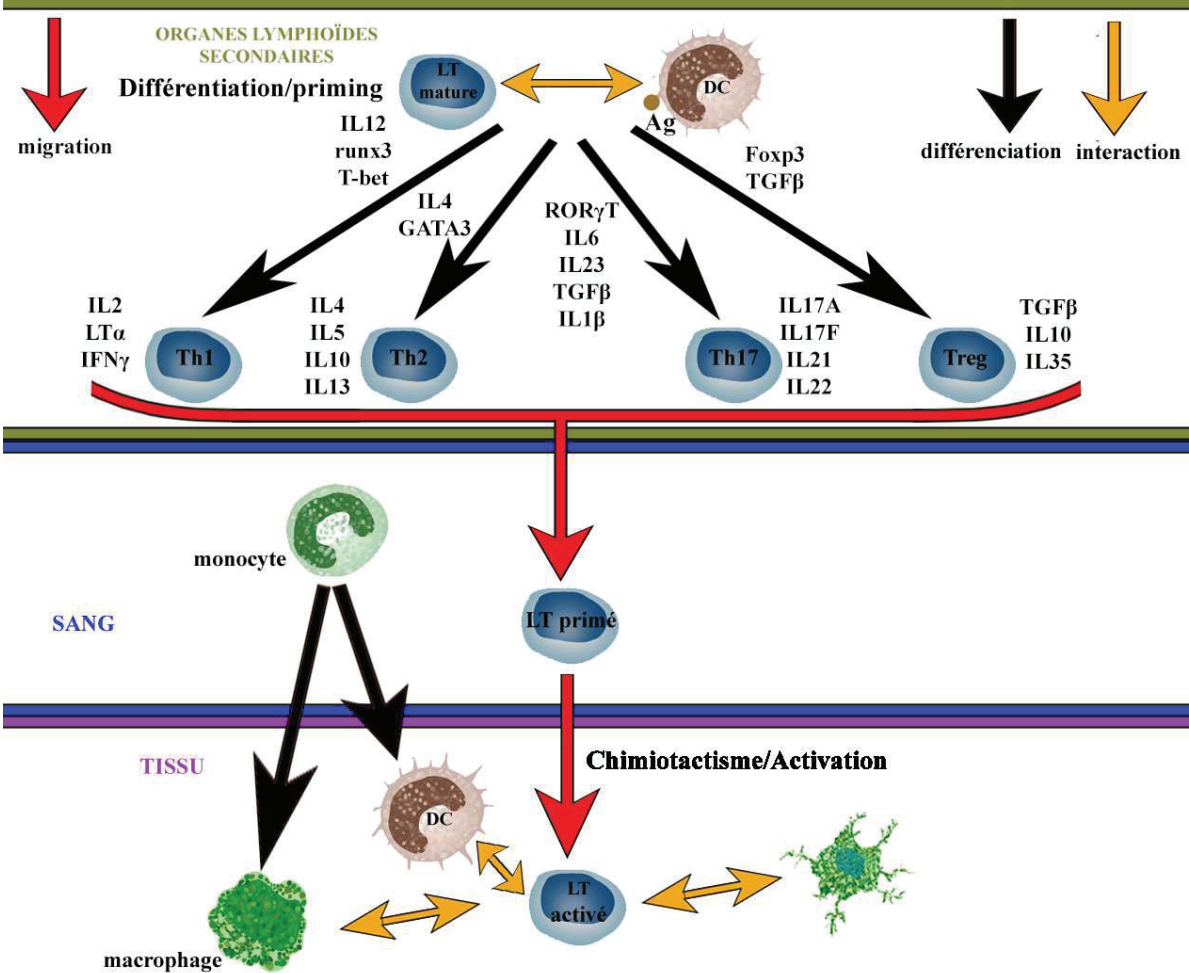 ORGANES LYMPHOÏDES
SECONDAIRES
Différentiation/priming
LT
mature
DC
Ag
migration
différenciation
interaction
IL12
runx3
T-bet
IL4
GATA3
RORγT
IL6
IL23
TGFβ
IL1β
Foxp3
TGFβ
IL2
LTα
IFNγ
Th1
IL4
IL5
IL10
IL13
Th2
Th17
IL17A
IL17F
IL21
IL22
Treg
TGFβ
IL10
IL35
monocyte
SANG
LT primé
TISSU
Chimiotactisme/Activation
DC
LT
activé
macrophage